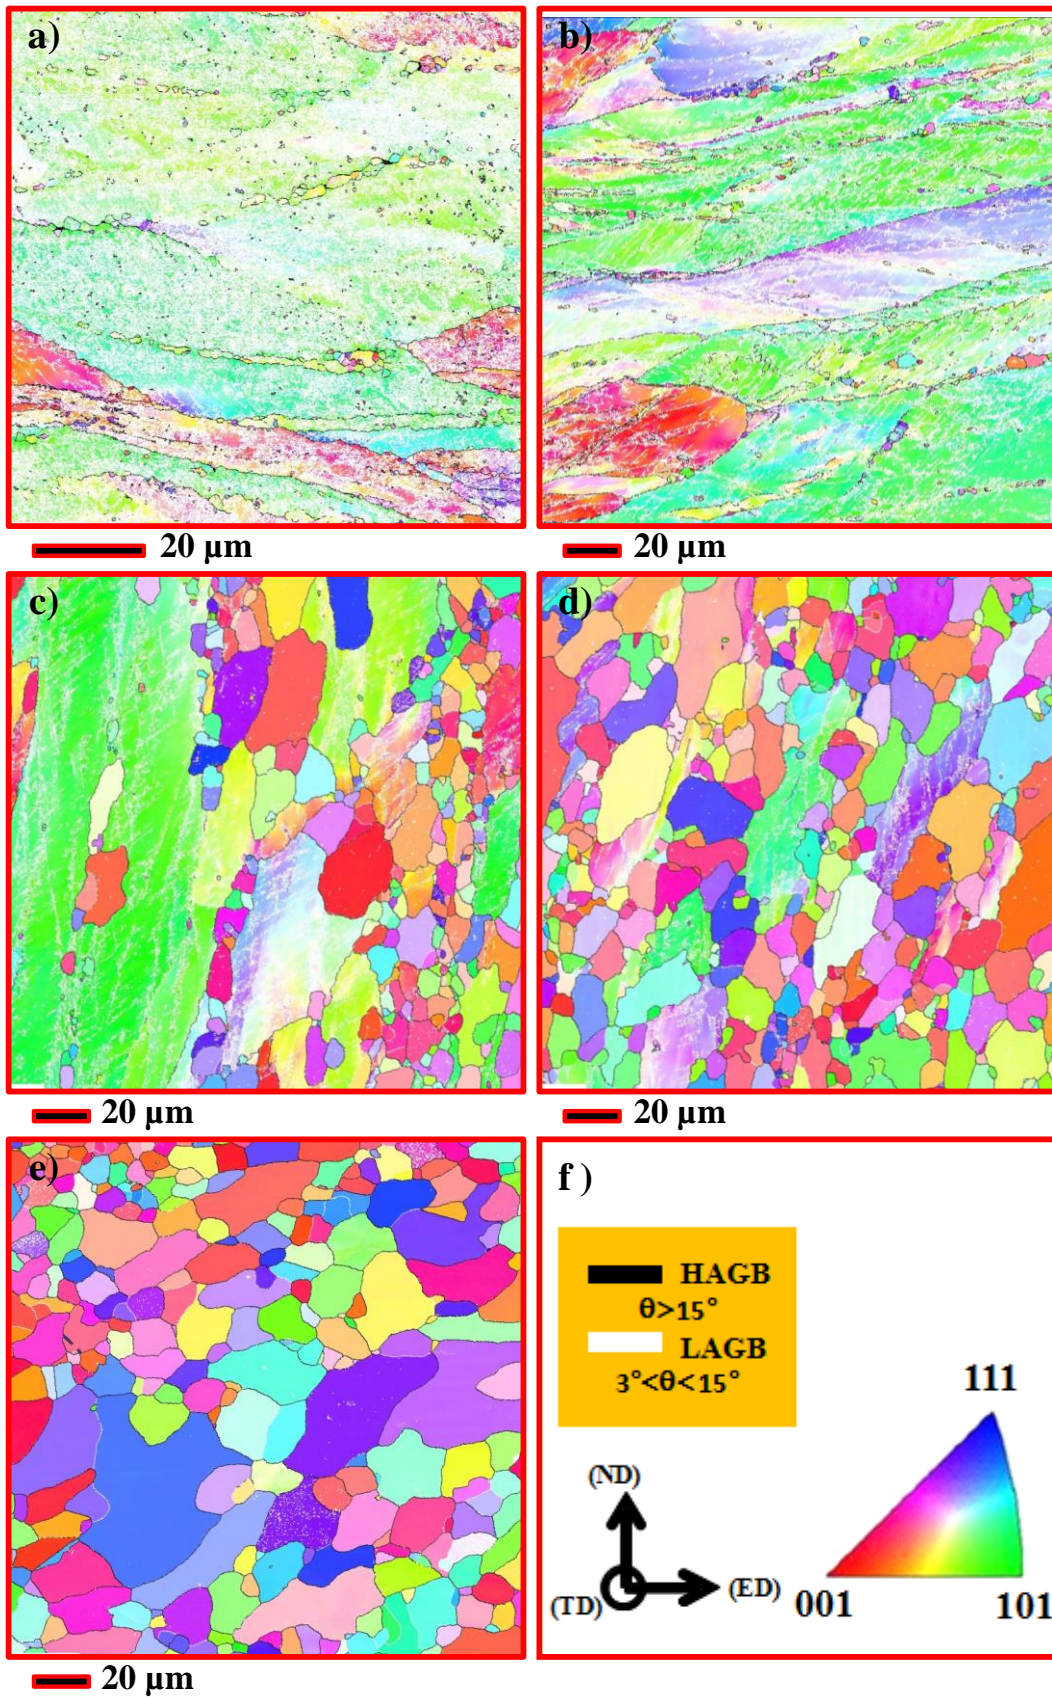 a)
b)
20 µm
20 µm
c)
d)
20 µm
20 µm
e)
f )
HAGB
θ>15°
LAGB
3°<θ<15°
111
(ND)
(TD)
(ED)
001
101
20 µm